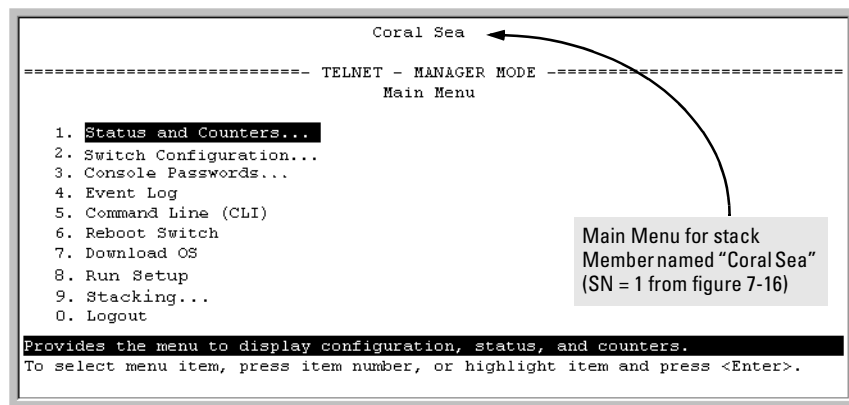 Coral Sea
==========================- TELNET - MANAGER MODE -============================
Main Menu
1. Status and Counters...
2. Switch Configuration...
3. Console Passwords...
4. Event Log
5. Command Line (CLI)
6. Reboot Switch
7. Download OS
8. Run Setup
9. Stacking...
0. Logout
Main Menu for stack
Member named “Coral Sea”
(SN = 1 from figure 7-16)
Provides the menu to display configuration, status, and counters.
To select menu item, press item number, or highlight item and press <Enter>.